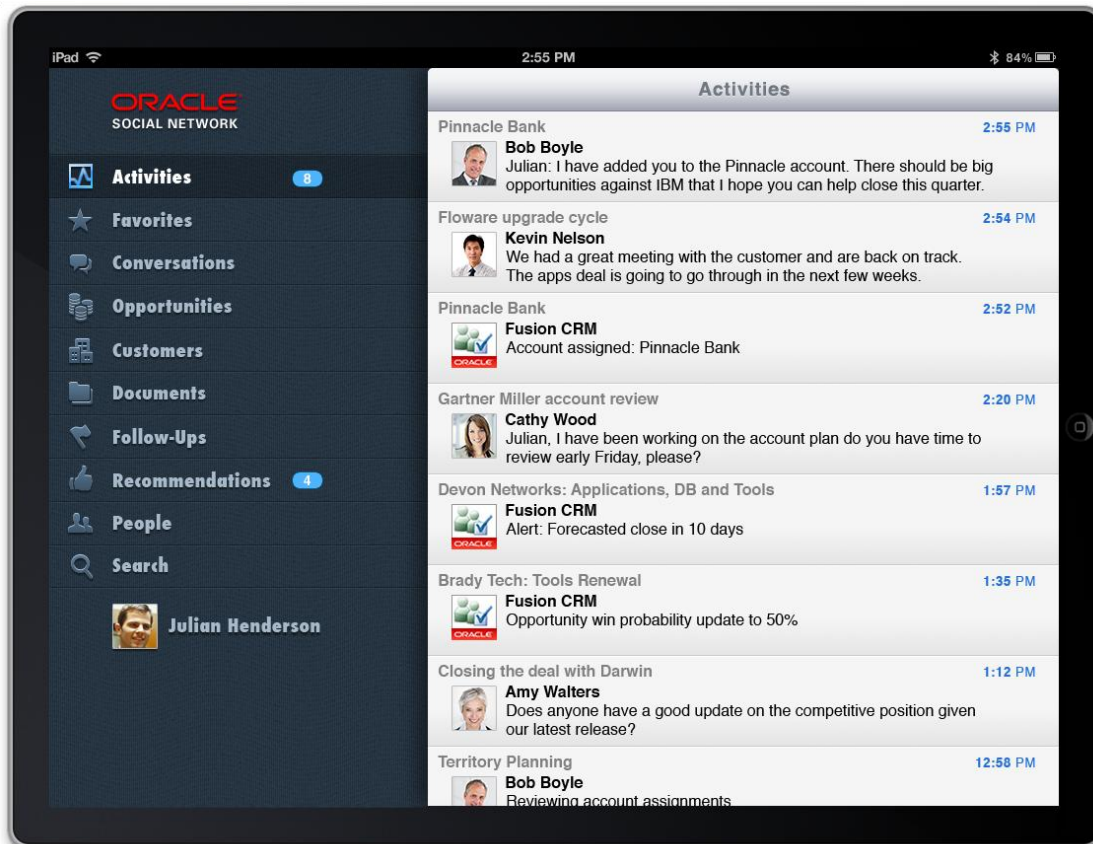 iPad
2:55 PM
84%
ORACLE
SOCIAL NETWORK
Activities
8
Favorites
Conversations
Opportunities
Customers
Documents
Follow-Ups
Recommendations
4
People
Search
Julian Henderson
Activities
Pinnacle Bank
2:55 PM
Bob Boyle
Julian: I have added you to the Pinnacle account. There should be big
opportunities against IBM that I hope you can help close this quarter.
Floware upgrade cycle
2:54 PM
Kevin Nelson
We had a great meeting with the customer and are back on track.
The apps deal is going to go through in the next few weeks.
Pinnacle Bank
2:52 PM
Fusion CRM
Account assigned: Pinnacle Bank
ORACLE
Gartner Miller account review
2:20 PM
Cathy Wood
Julian, I have been working on the account plan do you have time to
review early Friday, please?
Devon Networks: Applications, DB and Tools
1:57 PM
Fusion CRM
Alert: Forecasted close in 10 days
ORACLE
Brady Tech: Tools Renewal
1:35 PM
Fusion CRM
Opportunity win probability update to 50%
ORACLE
Closing the deal with Darwin
1:12 PM
Amy Walters
Does anyone have a good update on the competitive position given
our latest release?
Territory Planning
12:58 PM
Bob Boyle
Reviewing account assignments